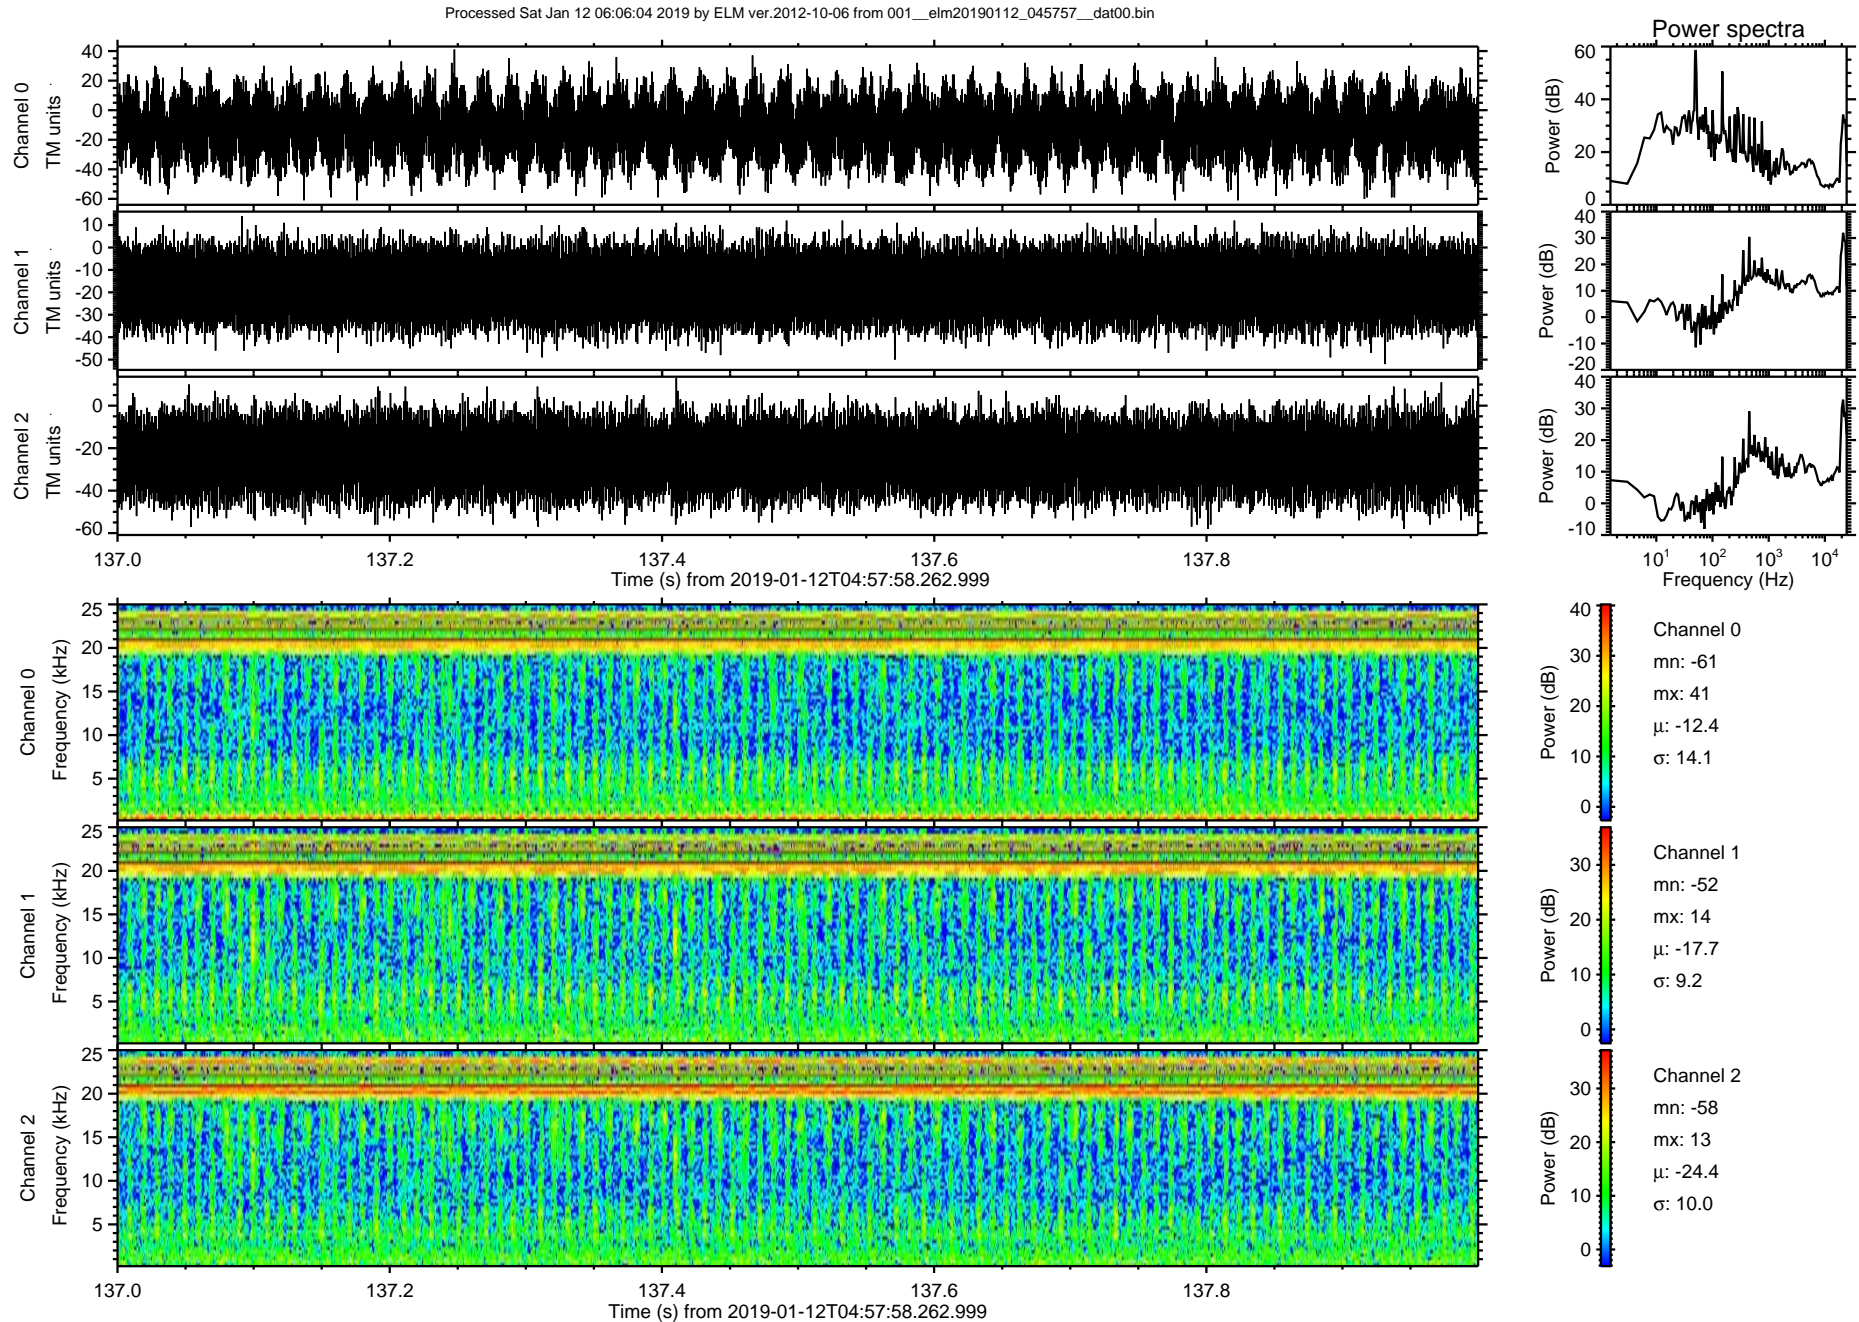 Processed Sat Jan 12 06:06:04 2019 by ELM ver.2012-10-06 from 001__elm20190112_045757__dat00.bin
Power spectra
Channel 0
TM units
40
20
0
-20
-40
-60
Power (dB)
60
40
20
0
Channel 1
TM units
10
0
-10
-20
-30
-40
-50
Power (dB)
40
30
20
10
0
-10
-20
Channel 2
TM units
0
-20
-40
-60
Power (dB)
40
30
20
10
0
-10
137.0 137.2 137.4 137.6 137.8
Time (s) from 2019-01-12T04:57:58.262.999
10¹ 10² 10³ 10⁴
Frequency (Hz)
Channel 0
Frequency (kHz)
25
20
15
10
5
Power (dB)
40
30
20
10
0
Channel 0
mn: -61
mx: 41
μ: -12.4
σ: 14.1
Channel 1
Frequency (kHz)
25
20
15
10
5
Power (dB)
30
20
10
0
Channel 1
mn: -52
mx: 14
μ: -17.7
σ: 9.2
Channel 2
Frequency (kHz)
25
20
15
10
5
Power (dB)
30
20
10
0
Channel 2
mn: -58
mx: 13
μ: -24.4
σ: 10.0
137.0 137.2 137.4 137.6 137.8
Time (s) from 2019-01-12T04:57:58.262.999